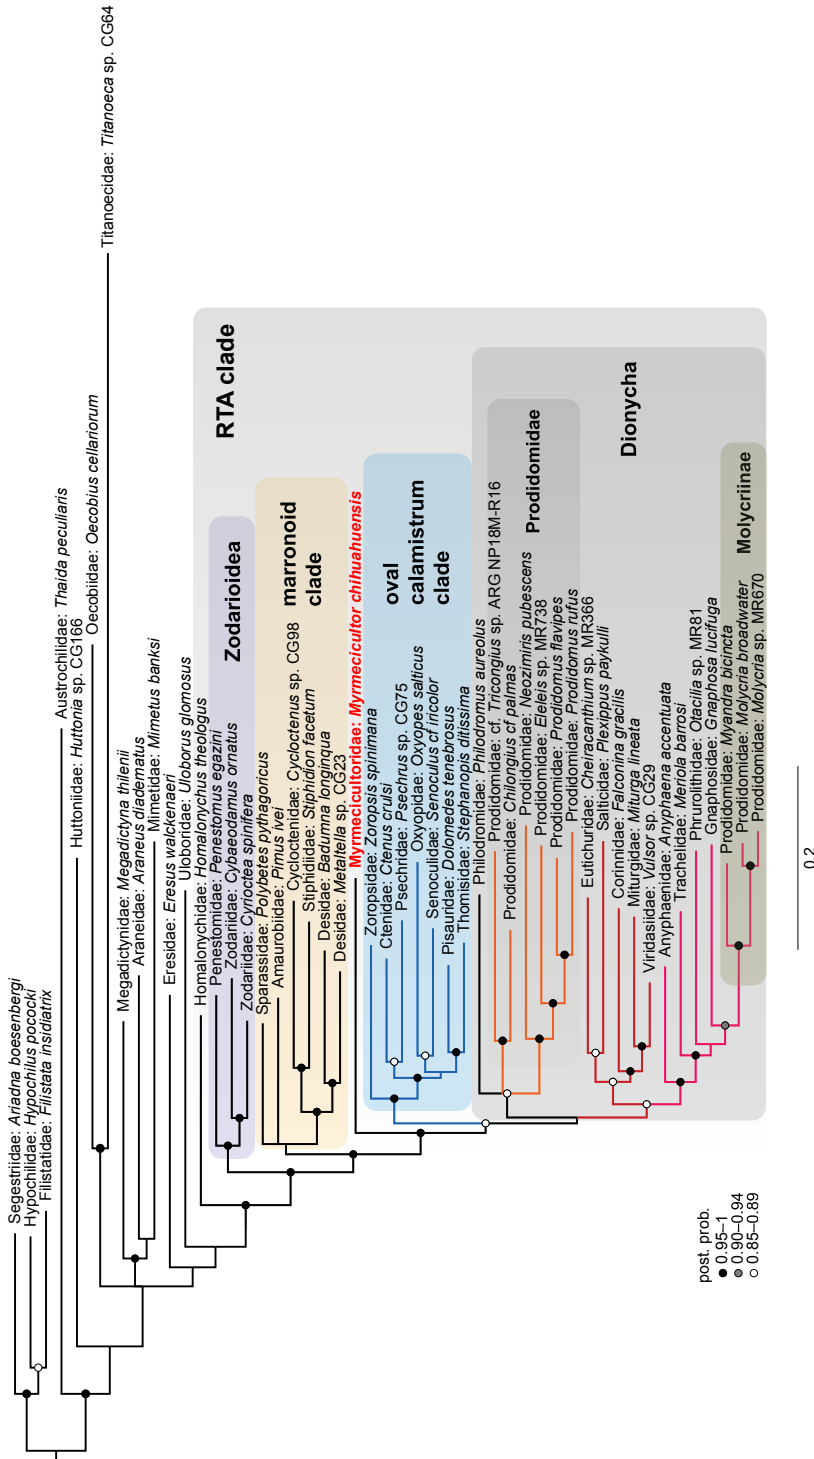 Segestriidae: Ariadna boesenbergi
Hypochilidae: Hypochilus pococki
Filistatidae: Filistata insidiatrix
Austrochilidae: Thaida peculiaris
Huttoniidae: Huttonia sp. CG166
Oecobiidae: Oecobius cellariorum
Titanoecidae: Titanoeca sp. CG64
Megadictynidae: Megadictyna thilenii
Araneidae: Araneus diadematus
Mimetidae: Mimetus banksi
Eresidae: Eresus walckenaeri
Uloboridae: Uloborus glomosus
Homalonychidae: Homalonychus theologus
Penestomidae: Penestomus egazini
Zodariidae: Cybaeodamus ornatus
Zodariidae: Cyrioctea spinifera
Sparassidae: Polybetes pythagoricus
Amaurobiidae: Pimus ivei
Cycloctenidae: Cycloctenus sp. CG98
Stiphidiidae: Stiphidion facetum
Desidae: Badumna longinqua
Desidae: Metaltella sp. CG23
Myrmecicultoridae: Myrmecicultor chihuahuensis
Zoropsidae: Zoropsis spinimana
Ctenidae: Ctenus crulsi
Psechridae: Psechrus sp. CG75
Oxyopidae: Oxyopes salticus
Senoculidae: Senoculus cf iricolor
Pisauridae: Dolomedes tenebrosus
Thomisidae: Stephanopis ditissima
Philodromidae: Philodromus aureolus
Prodidomidae: cf. Tricongius sp. ARG NP18M-R16
Prodidomidae: Chilongius cf palmas
Prodidomidae: Neozimiris pubescens
Prodidomidae: Eleleis sp. MR738
Prodidomidae: Prodidomus flavipes
Prodidomidae: Prodidomus rufus
Eutichuridae: Cheiracanthium sp. MR366
Salticidae: Plexippus paykulli
Corinnidae: Falconina gracilis
Miturgidae: Miturga lineata
Viridasiidae: Vulsor sp. CG29
Anyphaenidae: Anyphaena accentuata
Trachelidae: Meriola barrosi
Phrurolithidae: Otacilia sp. MR81
Gnaphosidae: Gnaphosa lucifuga
Prodidomidae: Myandra bicincta
Prodidomidae: Molycria broadwater
Prodidomidae: Molycria sp. MR670
RTA clade
Zodarioidea
marronoid
clade
oval
calamistrum
clade
Prodidomidae
Dionycha
Molycriinae
post. prob.
0.95–1
0.90–0.94
0.85–0.89
0.2